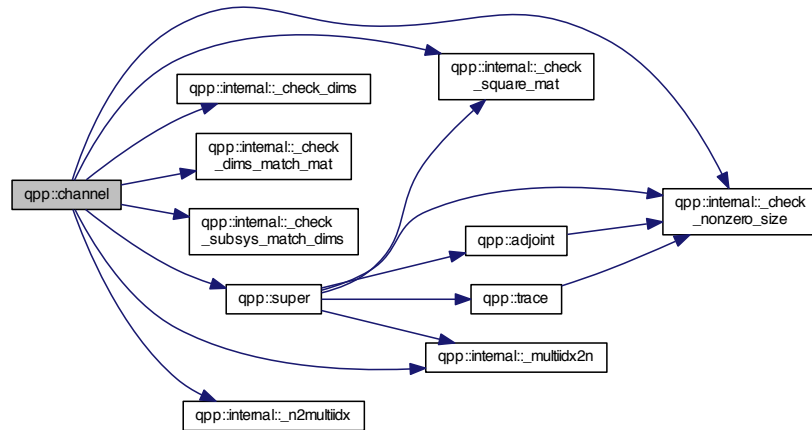 qpp::internal::_check
_square_mat
qpp::internal::_check_dims
qpp::internal::_check
_dims_match_mat
qpp::channel
qpp::internal::_check
_nonzero_size
qpp::internal::_check
_subsys_match_dims
qpp::adjoint
qpp::super
qpp::trace
qpp::internal::_multiidx2n
qpp::internal::_n2multiidx